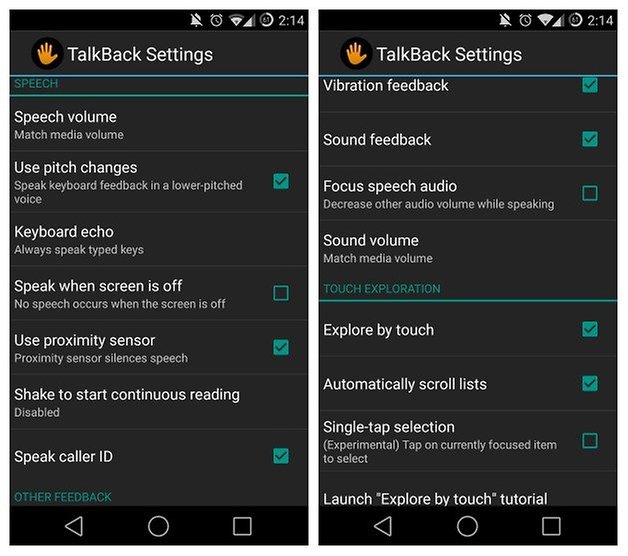 2:14
TalkBack Settings
SPEECH
Speech volume
Match media volume
Use pitch changes
Speak keyboard feedback in a lower-pitched
voice
Keyboard echo
Always speak typed keys
Speak when screen is off
No speech occurs when the screen is off
Use proximity sensor
Proximity sensor silences speech
Shake to start continuous reading
Disabled
Speak caller ID
OTHER FEEDBACK
2:14
TalkBack Settings
Vibration feedback
Sound feedback
Focus speech audio
Decrease other audio volume while speaking
Sound volume
Match media volume
TOUCH EXPLORATION
Explore by touch
Automatically scroll lists
Single-tap selection
(Experimental) Tap on currently focused item
to select
Launch "Explore by touch" tutorial